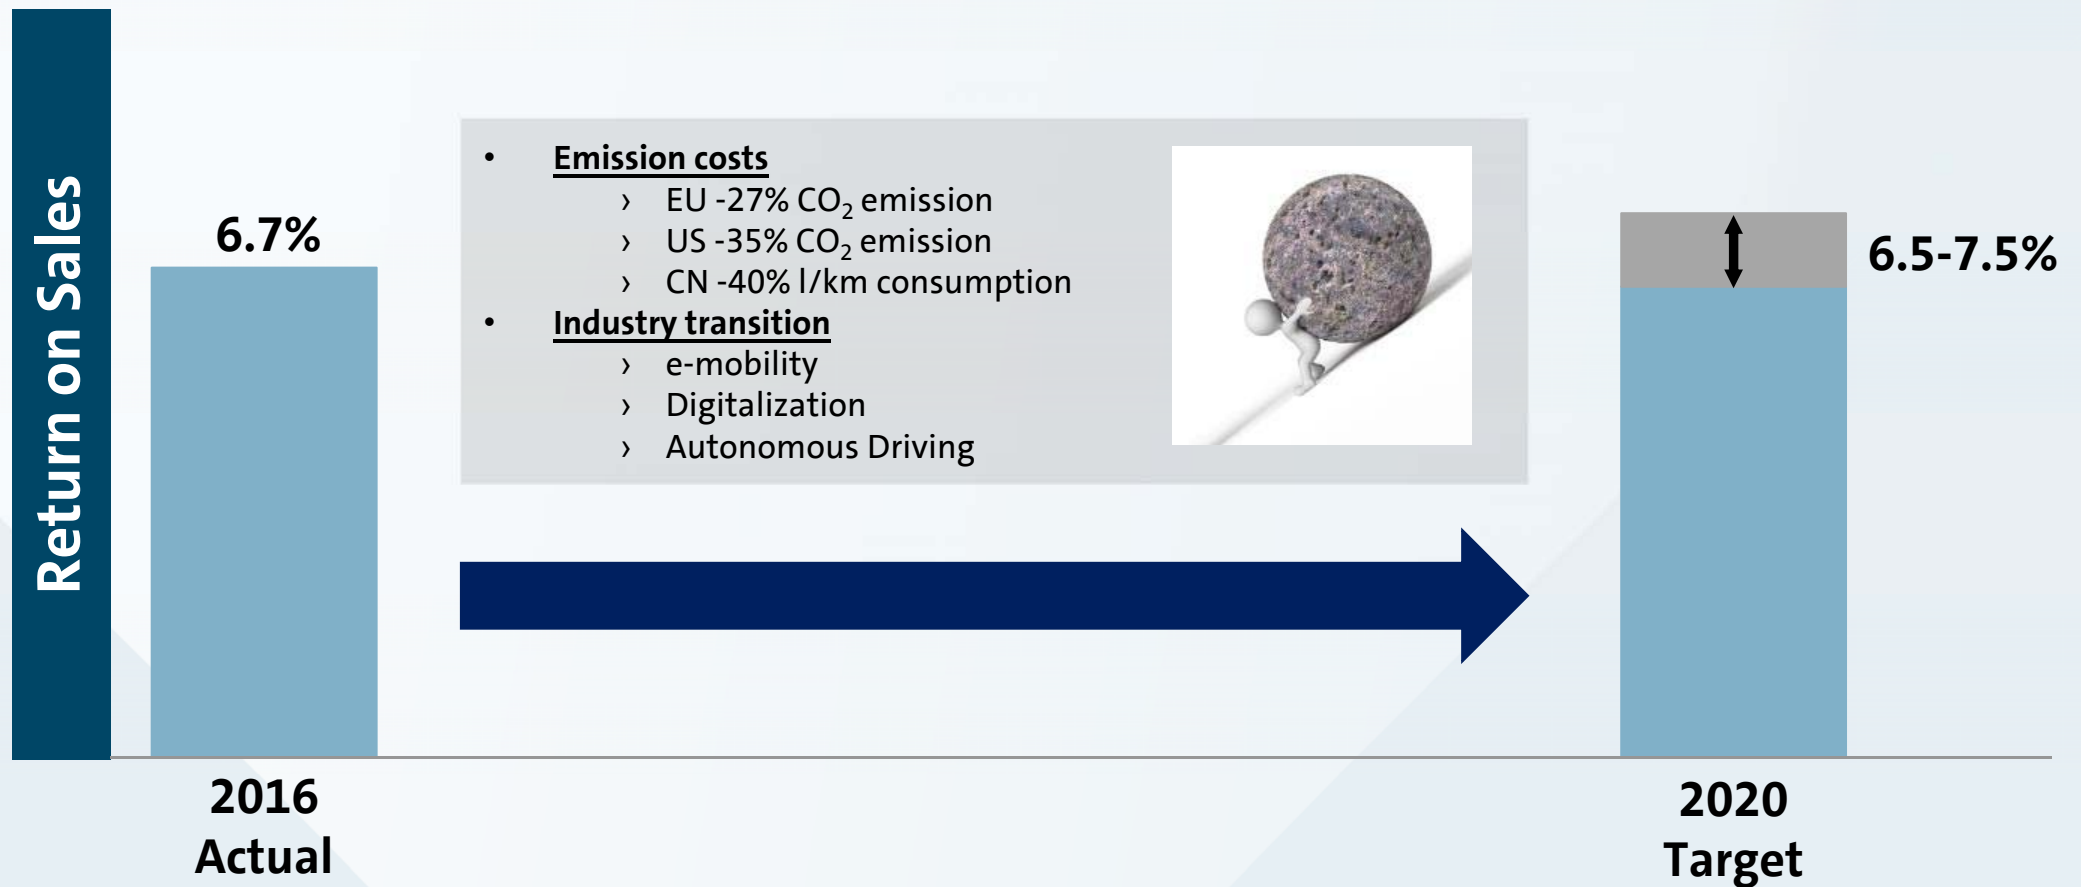 Return on Sales
6.7%
• Emission costs
› EU -27% CO₂ emission
› US -35% CO₂ emission
› CN -40% l/km consumption
• Industry transition
› e-mobility
› Digitalization
› Autonomous Driving
6.5-7.5%
2016
Actual
2020
Target